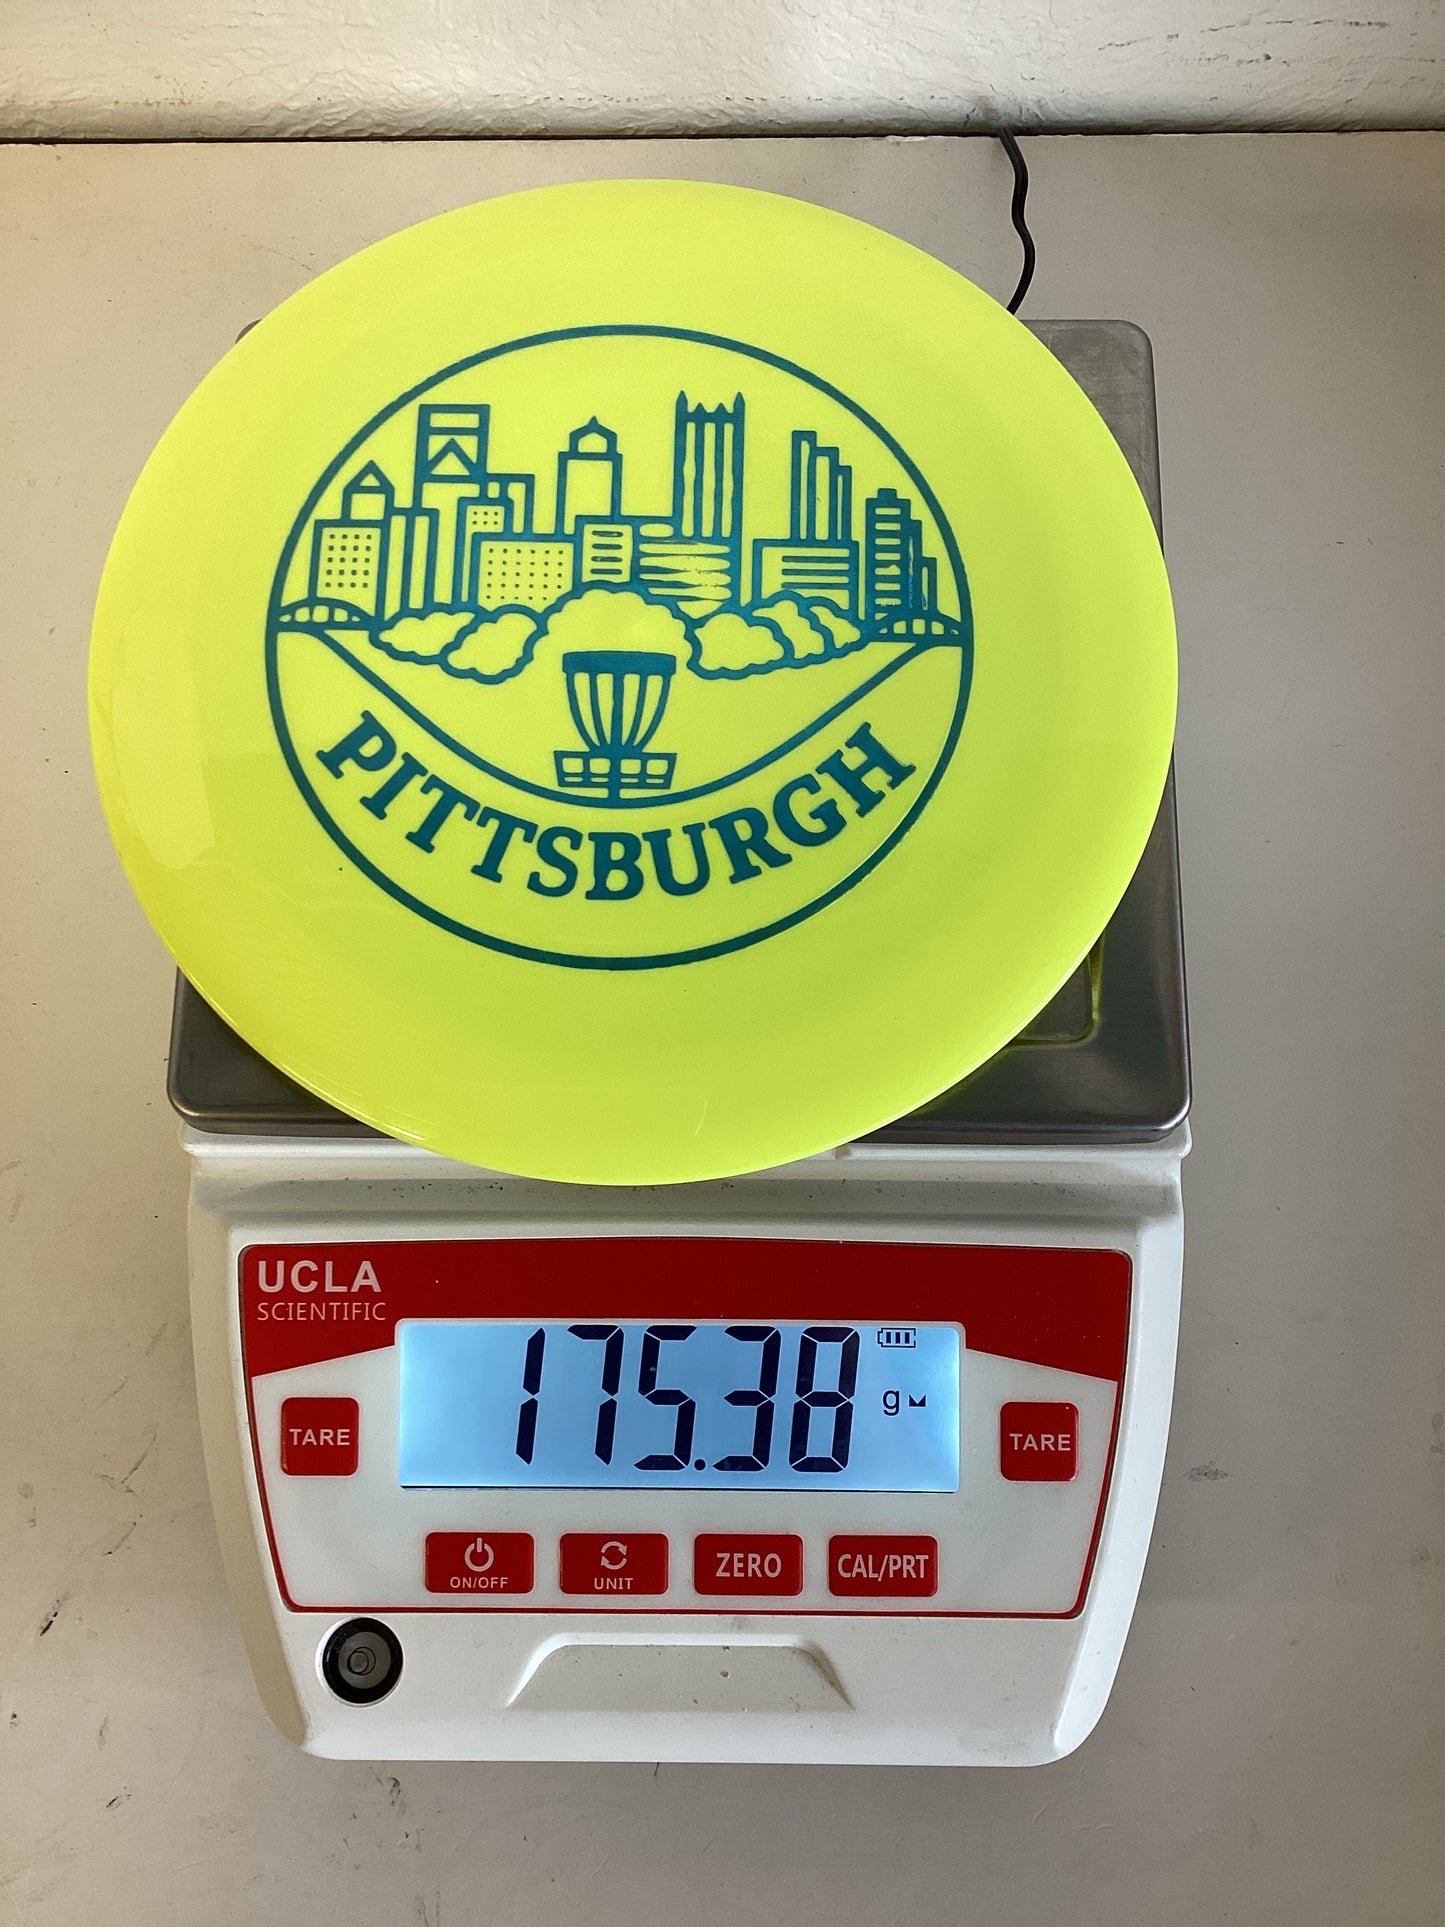 PITTSBURGH
UCLA
SCIENTIFIC
175.38
g
TARE
TARE
ON/OFF
UNIT
ZERO
CAL/PRT